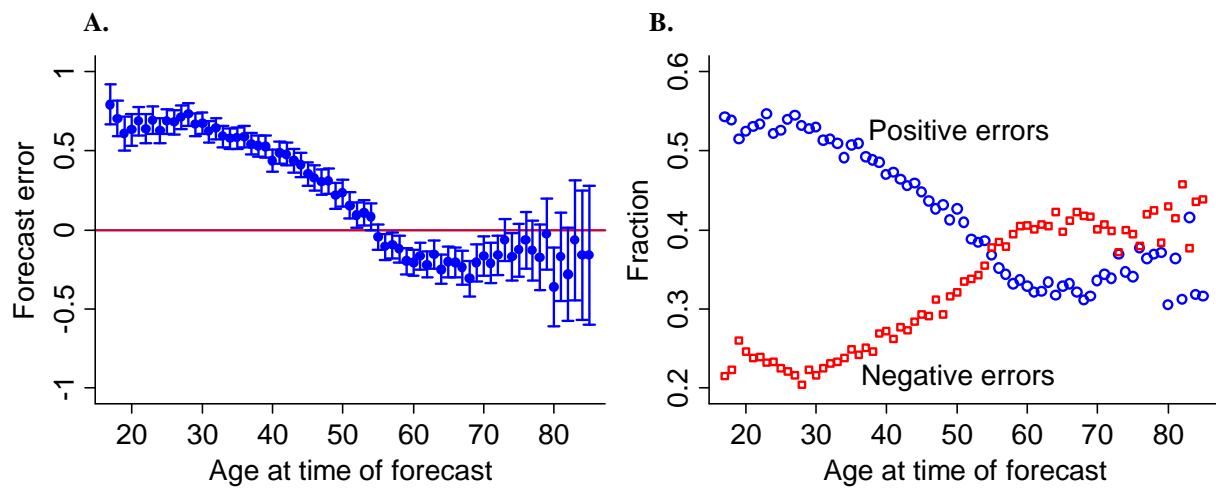 A.
Forecast error
1
0.5
0
-0.5
-1
20 30 40 50 60 70 80
Age at time of forecast
B.
Fraction
0.6
0.5
0.4
0.3
0.2
Positive errors
Negative errors
20 30 40 50 60 70 80
Age at time of forecast